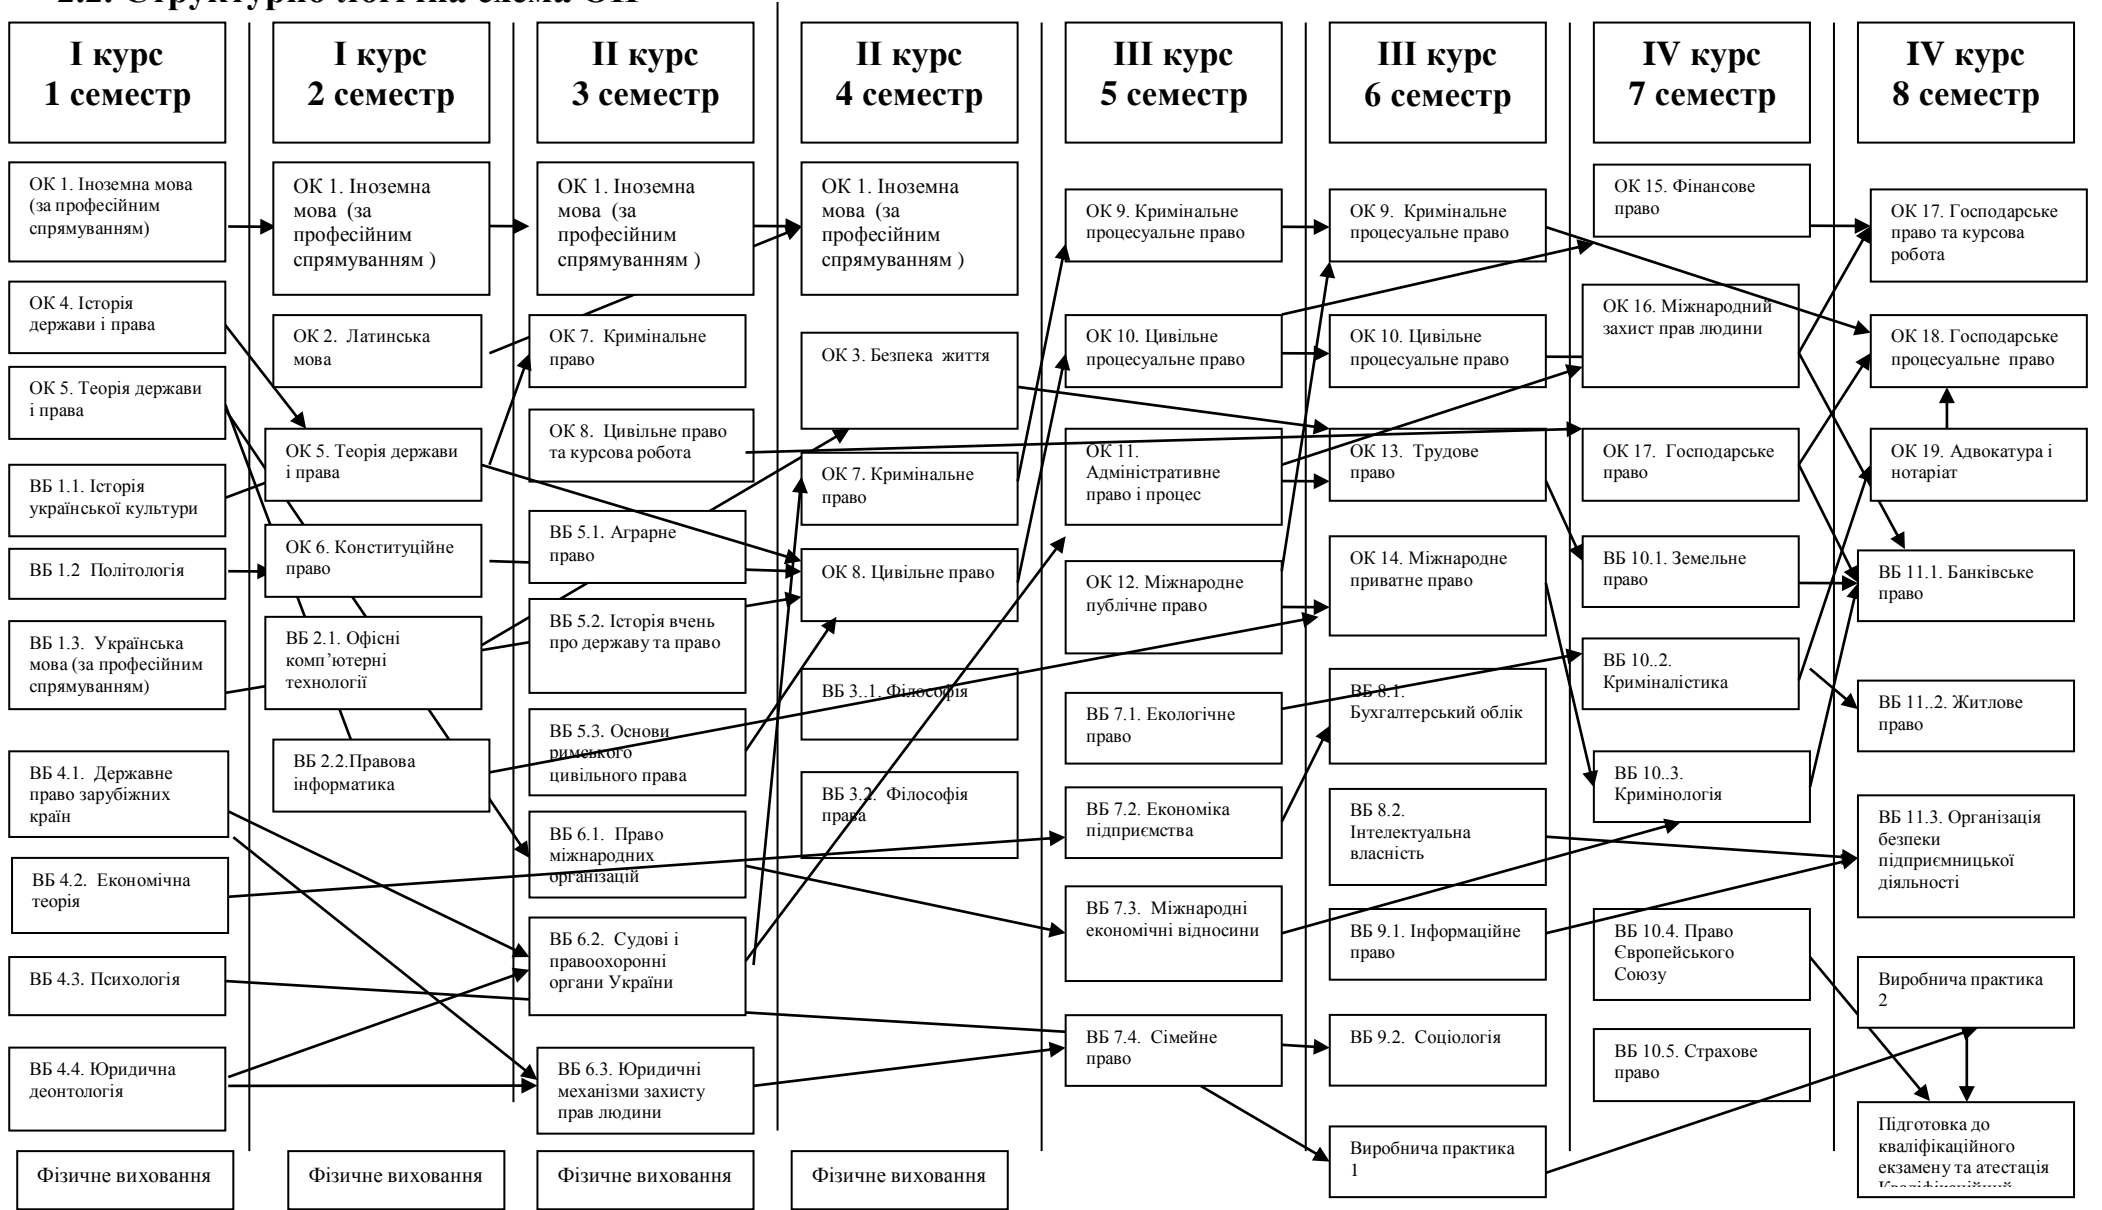 2.2. Структурно-логічна схема ОП
І курс
1 семестр
І курс
2 семестр
ІІ курс
3 семестр
ІІ курс
4 семестр
ІІІ курс
5 семестр
ІІІ курс
6 семестр
IV курс
7 семестр
IV курс
8 семестр
ОК 1. Іноземна мова
(за професійним
спрямуванням)
ОК 4. Історія
держави і права
ОК 5. Теорія держави
і права
ВБ 1.1. Історія
української культури
ВБ 1.2 Політологія
ВБ 1.3. Українська
мова (за професійним
спрямуванням)
ВБ 4.1. Державне
право зарубіжних
країн
ВБ 4.2. Економічна
теорія
ВБ 4.3. Психологія
ВБ 4.4. Юридична
деонтологія
Фізичне виховання
ОК 1. Іноземна
мова (за
професійним
спрямуванням )
ОК 2. Латинська
мова
ОК 5. Теорія держави
і права
ОК 6. Конституційне
право
ВБ 2.1. Офісні
комп’ютерні
технології
ВБ 2.2.Правова
інформатика
Фізичне виховання
ОК 1. Іноземна
мова (за
професійним
спрямуванням )
ОК 7. Кримінальне
право
ОК 8. Цивільне право
та курсова робота
ВБ 5.1. Аграрне
право
ВБ 5.2. Історія вчень
про державу та право
ВБ 5.3. Основи
римського
цивільного права
ВБ 6.1. Право
міжнародних
організацій
ВБ 6.2. Судові і
правоохоронні
органи України
ВБ 6.3. Юридичні
механізми захисту
прав людини
Фізичне виховання
ОК 1. Іноземна
мова (за
професійним
спрямуванням )
ОК 3. Безпека життя
ОК 7. Кримінальне
право
ОК 8. Цивільне право
ВБ 3..1. Філософія
ВБ 3.2. Філософія
права
Фізичне виховання
ОК 9. Кримінальне
процесуальне право
ОК 10. Цивільне
процесуальне право
ОК 11.
Адміністративне
право і процес
ОК 12. Міжнародне
публічне право
ВБ 7.1. Екологічне
право
ВБ 7.2. Економіка
підприємства
ВБ 7.3. Міжнародні
економічні відносини
ВБ 7.4. Сімейне
право
ОК 9. Кримінальне
процесуальне право
ОК 10. Цивільне
процесуальне право
ОК 13. Трудове
право
ОК 14. Міжнародне
приватне право
ВБ 8.1.
Бухгалтерський облік
ВБ 8.2.
Інтелектуальна
власність
ВБ 9.1. Інформаційне
право
ВБ 9.2. Соціологія
Виробнича практика
1
ОК 15. Фінансове
право
ОК 16. Міжнародний
захист прав людини
ОК 17. Господарське
право
ВБ 10.1. Земельне
право
ВБ 10..2.
Криміналістика
ВБ 10..3.
Кримінологія
ВБ 10.4. Право
Європейського
Союзу
ВБ 10.5. Страхове
право
ОК 17. Господарське
право та курсова
робота
ОК 18. Господарське
процесуальне право
ОК 19. Адвокатура і
нотаріат
ВБ 11.1. Банківське
право
ВБ 11..2. Житлове
право
ВБ 11.3. Організація
безпеки
підприємницької
діяльності
Виробнича практика
2
Підготовка до
кваліфікаційного
екзамену та атестація
Кваліфікаційний